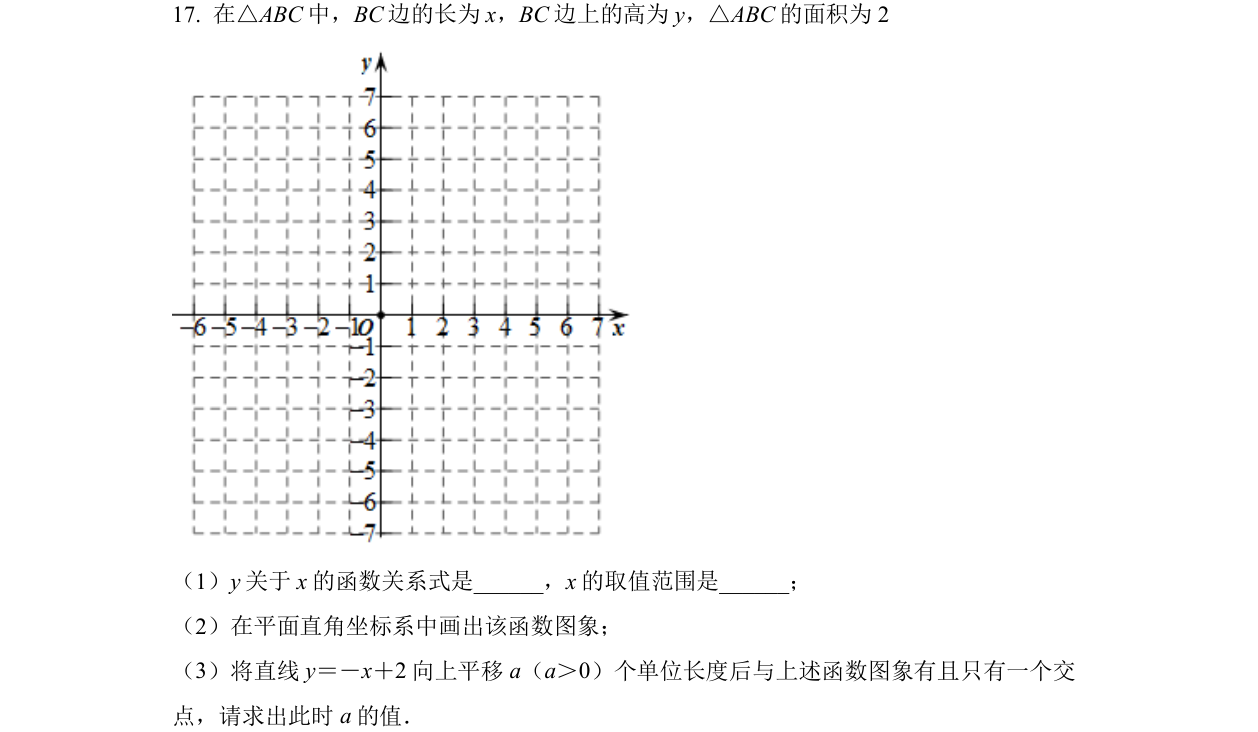 17. 在△ABC中，BC边的长为x，BC边上的高为y，△ABC的面积为2
y
7
6
5
4
3
2
1
−6 −5 −4 −3 −2 −1 O 1 2 3 4 5 6 7 x
−1
−2
−3
−4
−5
−6
−7
（1）y关于x的函数关系式是______，x的取值范围是______；
（2）在平面直角坐标系中画出该函数图象；
（3）将直线y＝－x＋2向上平移a（a＞0）个单位长度后与上述函数图象有且只有一个交
点，请求出此时a的值．